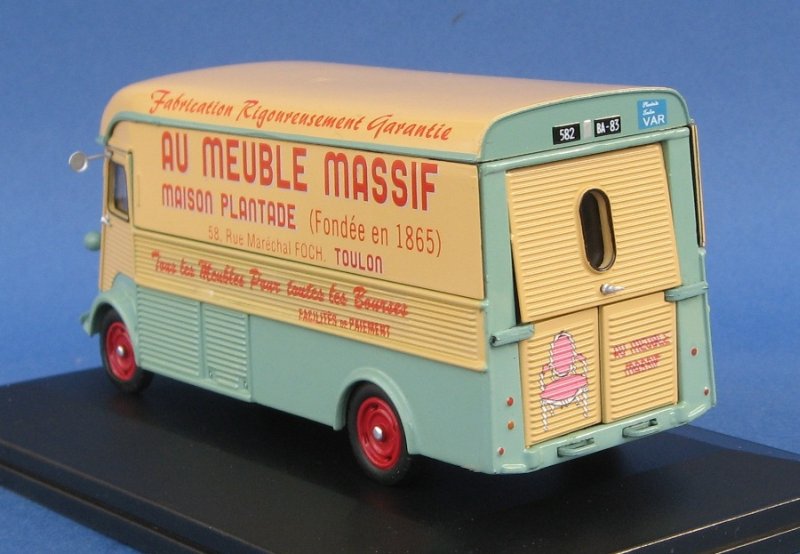 Fabrication Rigoureusement Garantie
AU MEUBLE MASSIF
MAISON PLANTADE (Fondée en 1865)
58, Rue Maréchal FOCH, TOULON
Tous les Meubles Pour toutes les Bourses
FACILITÉS DE PAIEMENT
582 BA-83
VAR
AU MEUBLE
MASSIF